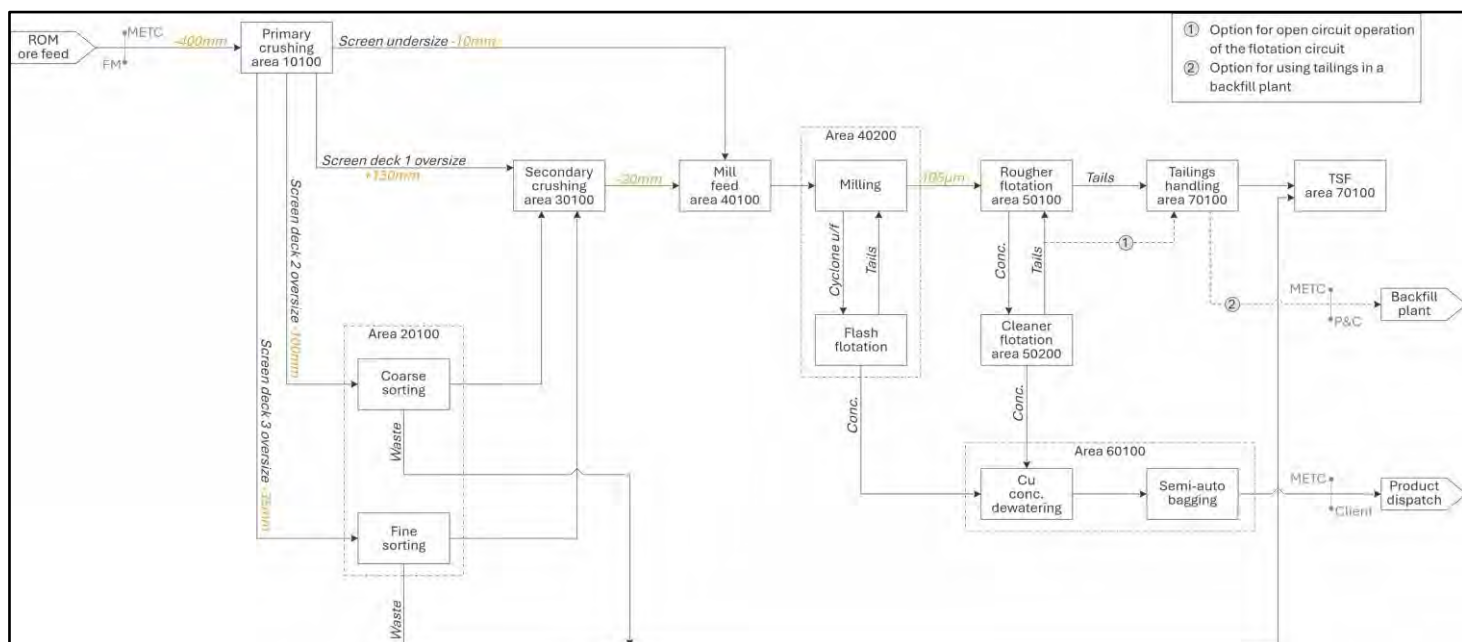 ROM
ore feed
METC
FM
-400mm
Primary
crushing
area 10100
Screen undersize -10mm
1 Option for open circuit operation
of the flotation circuit
2 Option for using tailings in a
backfill plant
Screen deck 1 oversize
+150mm
Secondary
crushing
area 30100
-20mm
Mill
feed
area 40100
Area 40200
Milling
Cyclone u/f
Tails
Flash
flotation
Conc.
Rougher
flotation
area 50100
Tails
Conc.
Tails
1
Cleaner
flotation
area 50200
Conc.
Tailings
handling
area 70100
TSF
area 70100
2
METC
P&C
Backfill
plant
Screen deck 2 oversize -100mm
Screen deck 3 oversize
Area 20100
Coarse
sorting
Waste
Fine
sorting
Waste
Area 60100
Cu
conc.
dewatering
Semi-auto
bagging
METC
Client
Product
dispatch